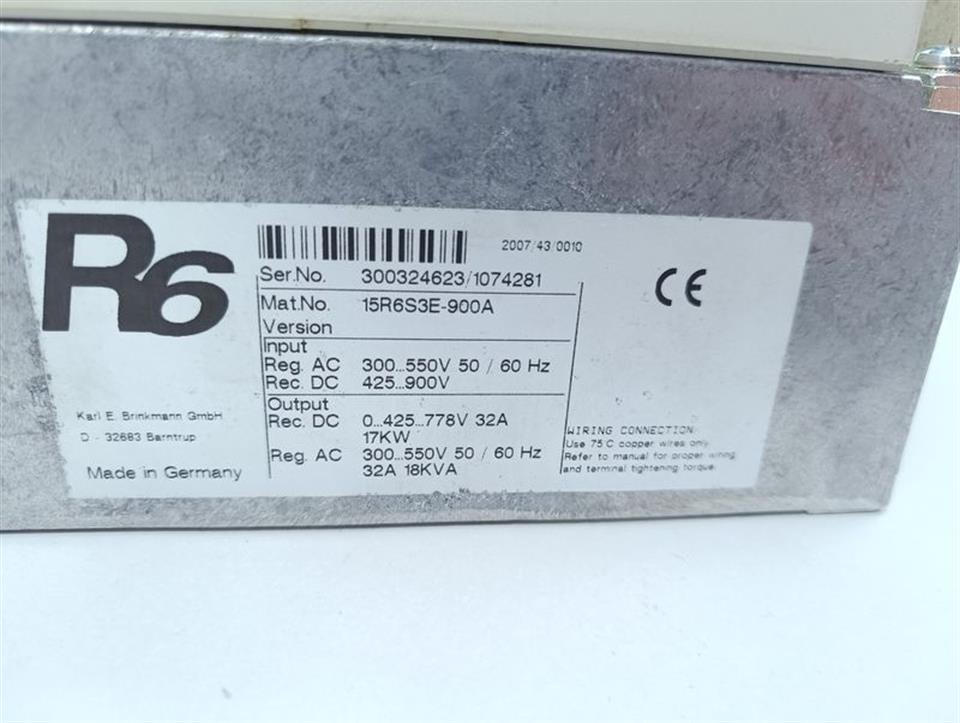 R6
2007/43/0010
Ser.No. 300324623/1074281
Mat.No. 15R6S3E-900A
Version
Input
Reg. AC 300...550V 50 / 60 Hz
Rec. DC 425...900V
Output
Rec. DC 0...425...778V 32A
17KW
Reg. AC 300...550V 50 / 60 Hz
32A 18KVA
CE
WIRING CONNECTION:
Use 75°C copper wires only
Refer to manual for proper wiring
and terminal tightening torque.
Karl E. Brinkmann GmbH
D - 32683 Barntrup
Made in Germany